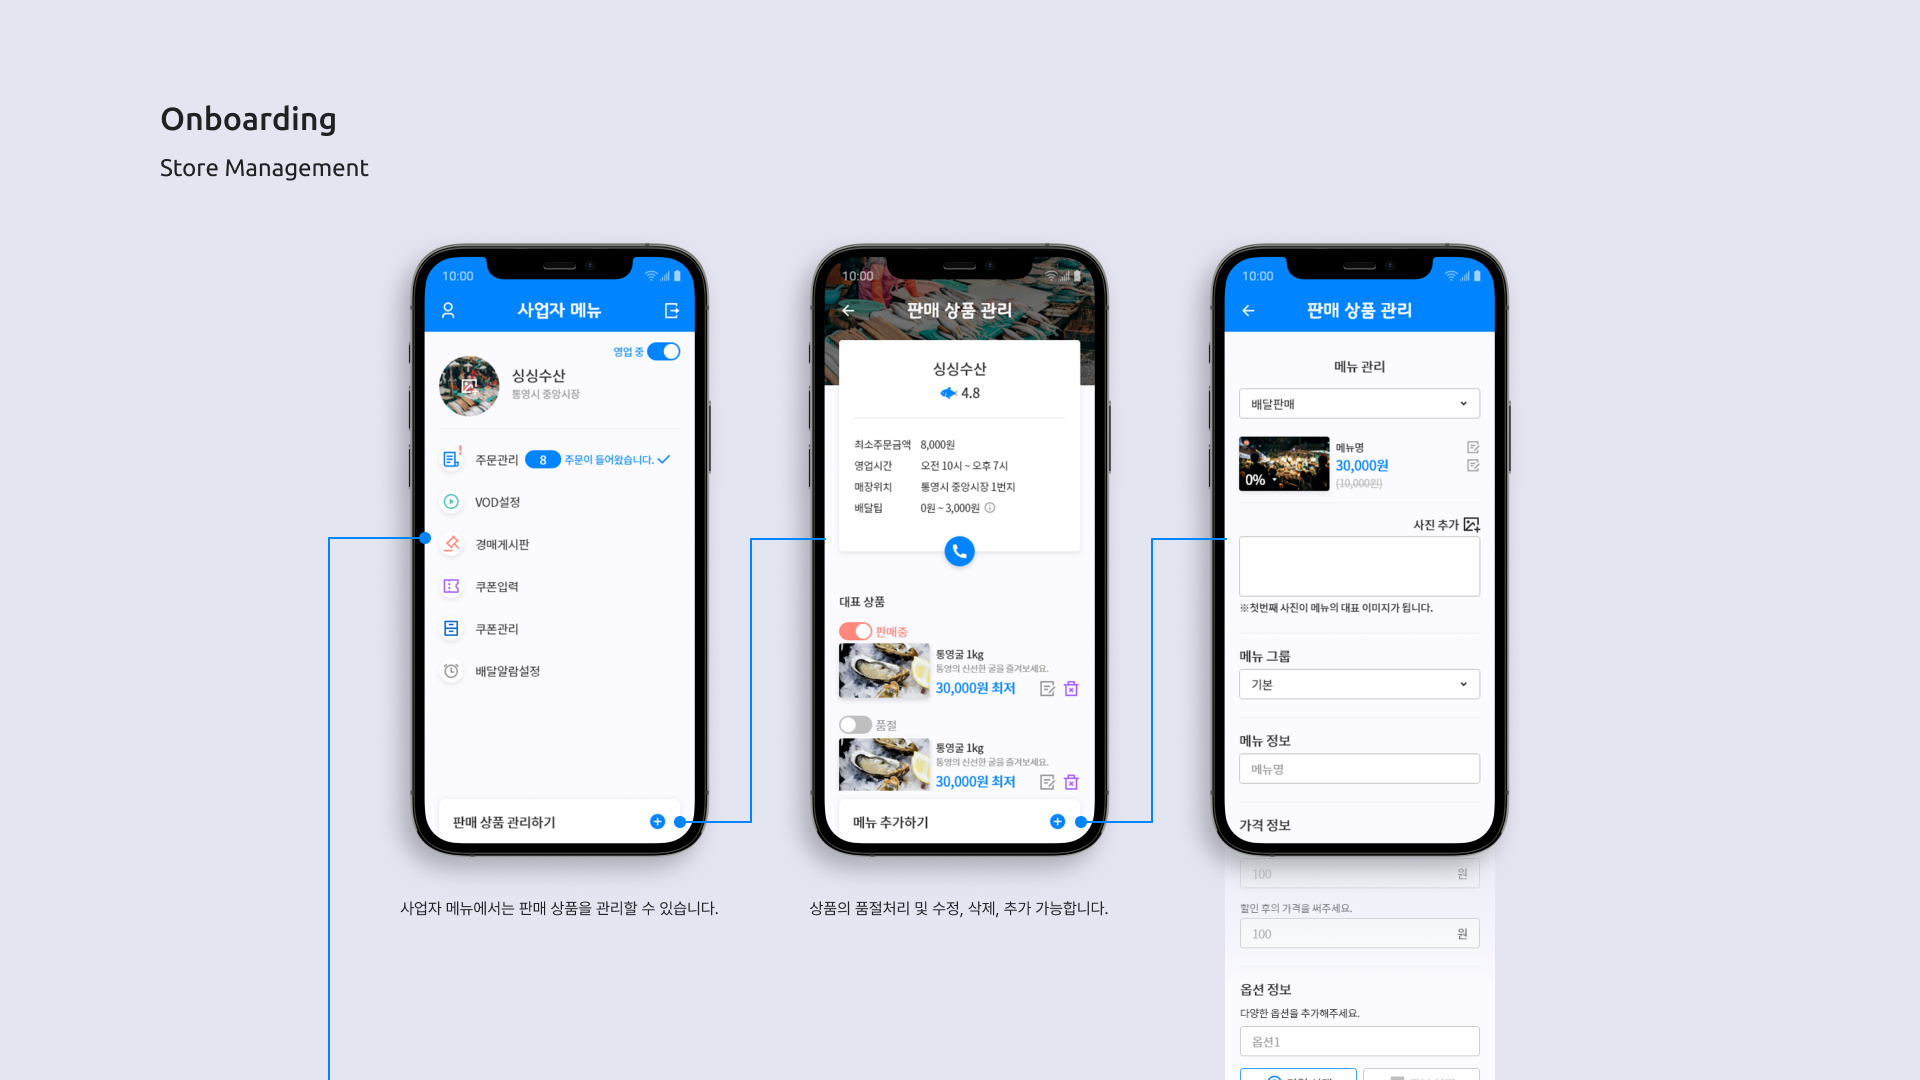 Onboarding
Store Management
10:00
사업자 메뉴
영업 중
싱싱수산
통영시 중앙시장
주문관리 8 주문이 들어왔습니다.
VOD설정
경매게시판
쿠폰입력
쿠폰관리
배달알람설정
판매 상품 관리하기
사업자 메뉴에서는 판매 상품을 관리할 수 있습니다.
10:00
판매 상품 관리
싱싱수산
4.8
최소주문금액 8,000원
영업시간 오전 10시 ~ 오후 7시
매장위치 통영시 중앙시장 1번지
배달팁 0원 ~ 3,000원
대표 상품
판매중
통영굴 1kg
통영의 신선한 굴을 즐겨보세요.
30,000원 최저
품절
통영굴 1kg
통영의 신선한 굴을 즐겨보세요.
30,000원 최저
메뉴 추가하기
상품의 품절처리 및 수정, 삭제, 추가 가능합니다.
10:00
판매 상품 관리
메뉴 관리
배달판매
메뉴명
30,000원
(10,000원)
0%
사진 추가
※첫번째 사진이 메뉴의 대표 이미지가 됩니다.
메뉴 그룹
기본
메뉴 정보
메뉴명
가격 정보
100 원
할인 후의 가격을 써주세요.
100 원
옵션 정보
다양한 옵션을 추가해주세요.
옵션1